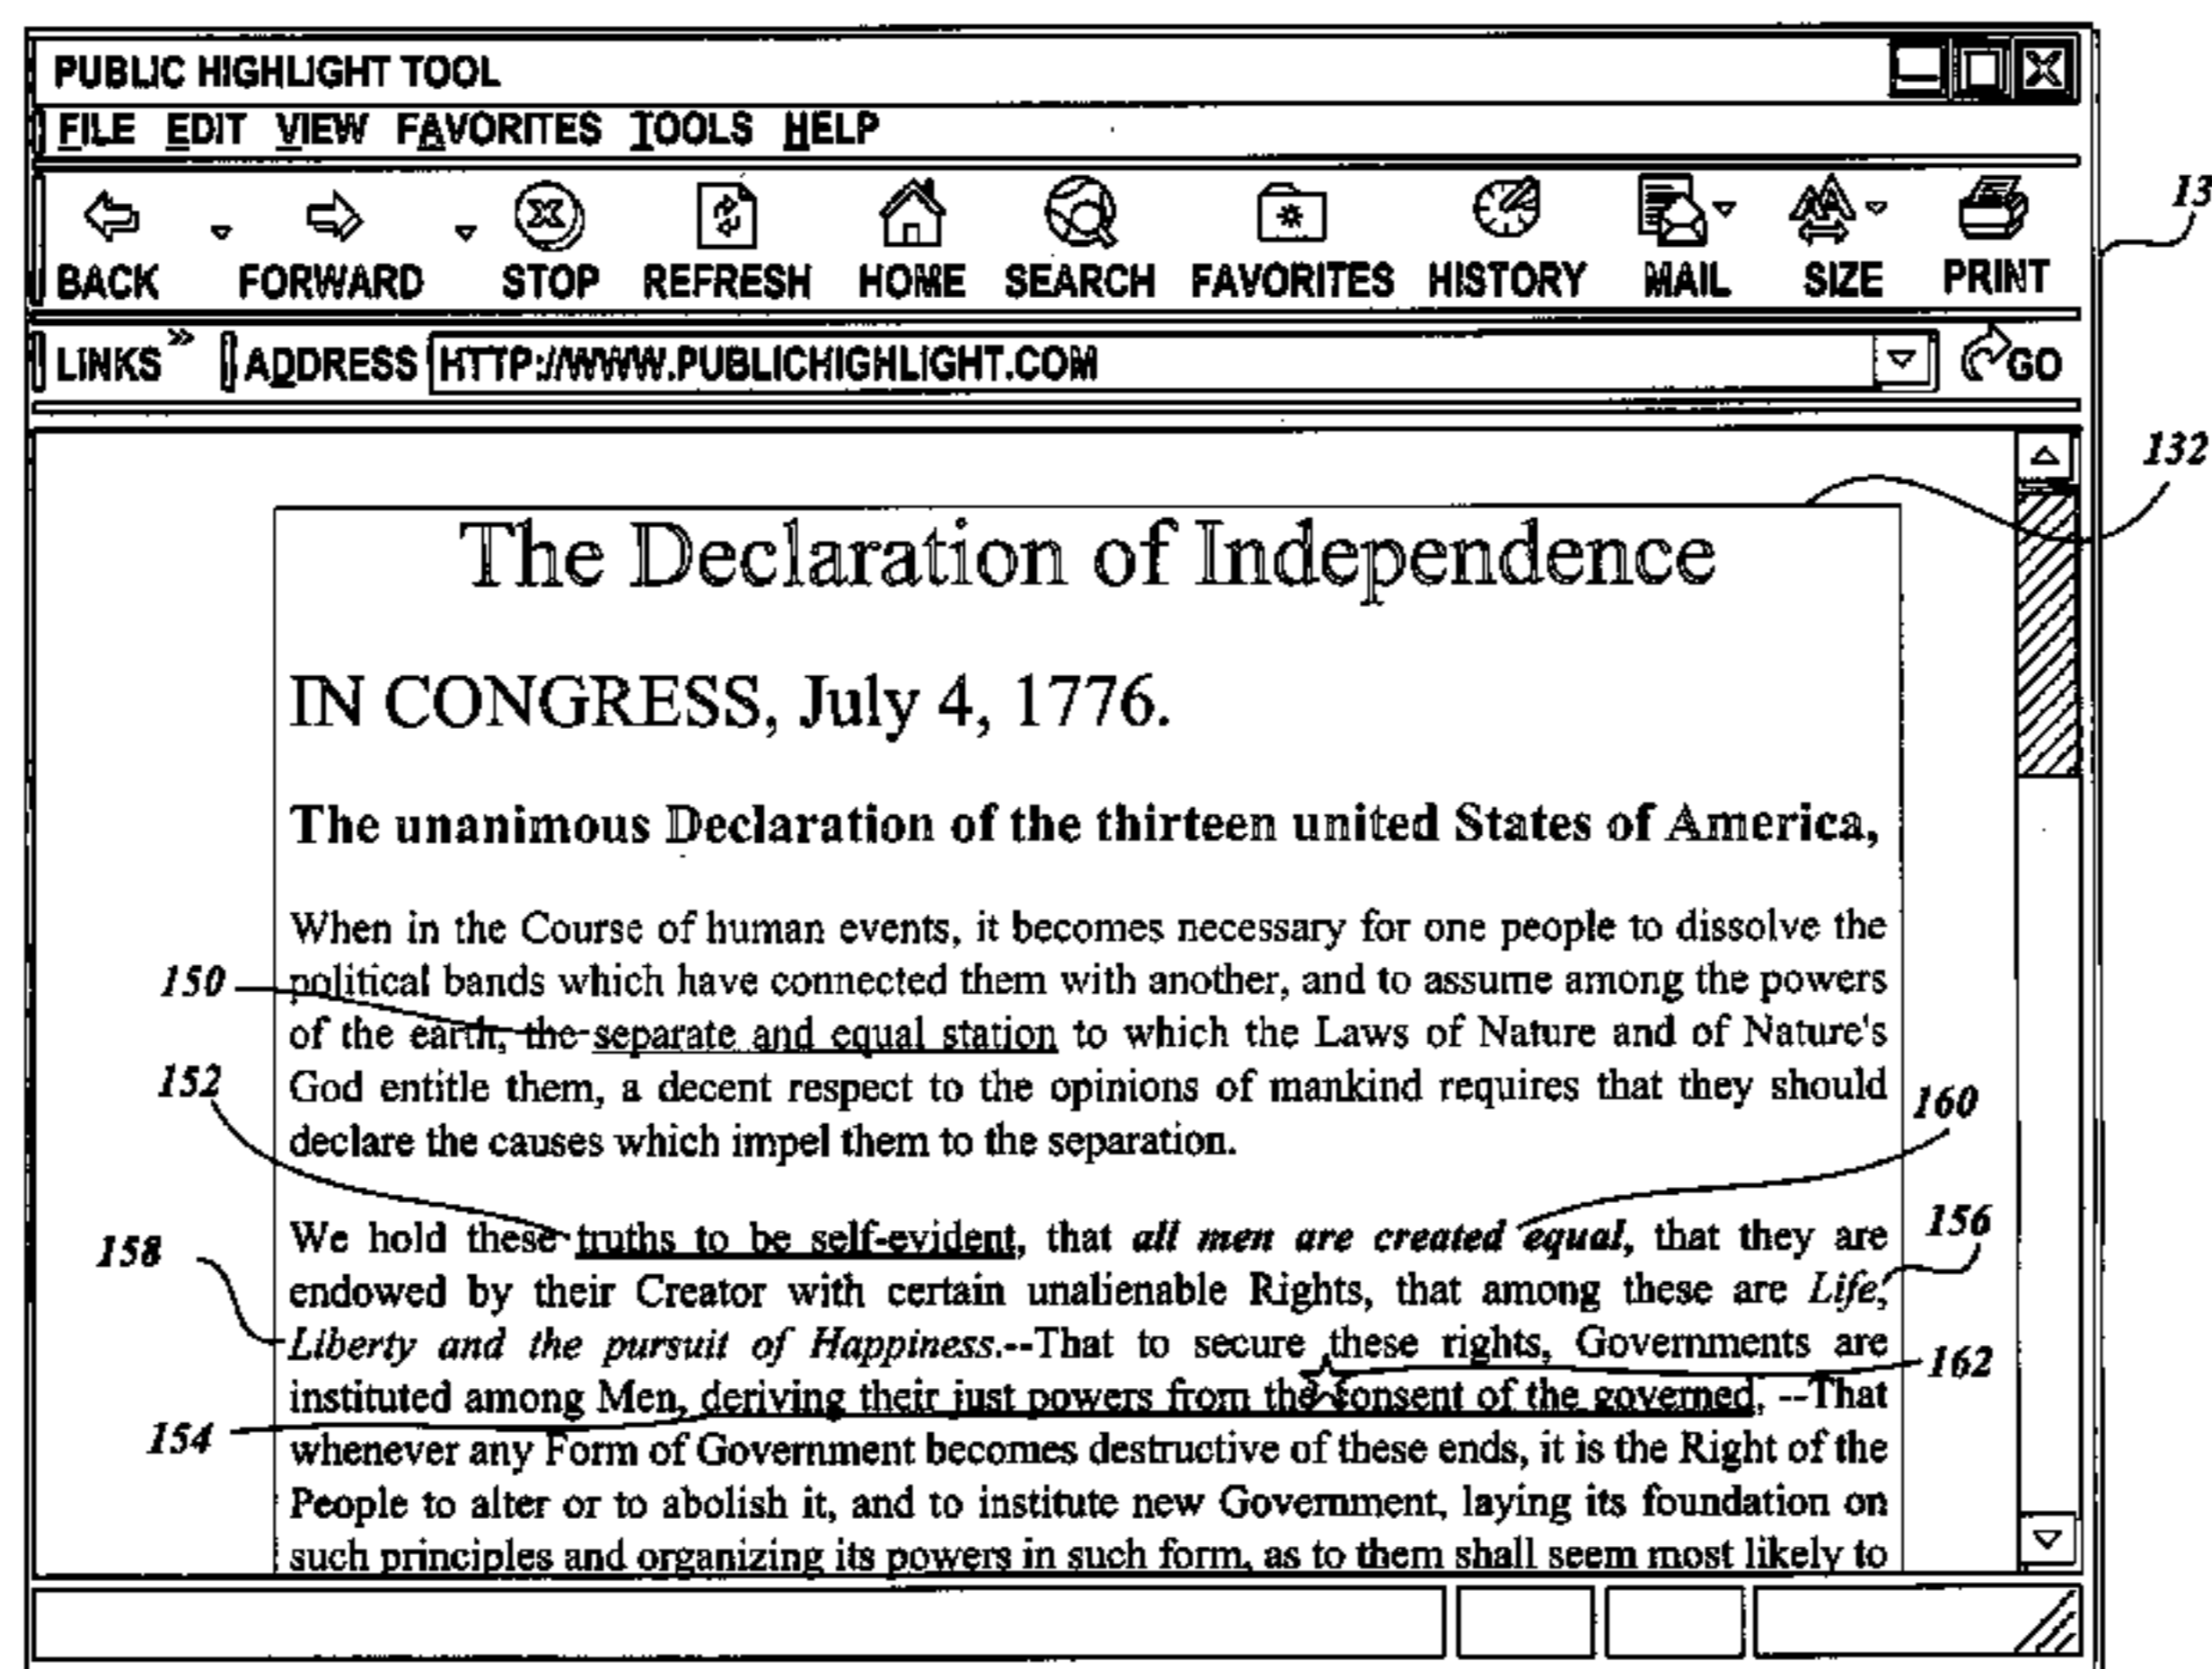 PUBLIC HIGHLIGHT TOOL
FILE EDIT VIEW FAVORITES TOOLS HELP
BACK FORWARD STOP REFRESH HOME SEARCH FAVORITES HISTORY MAIL SIZE PRINT
13
LINKS » ADDRESS HTTP://WWW.PUBLICHIGHLIGHT.COM GO
132
The Declaration of Independence
IN CONGRESS, July 4, 1776.
The unanimous Declaration of the thirteen united States of America,
When in the Course of human events, it becomes necessary for one people to dissolve the
150 political bands which have connected them with another, and to assume among the powers
of the earth, the separate and equal station to which the Laws of Nature and of Nature's
152 God entitle them, a decent respect to the opinions of mankind requires that they should 160
declare the causes which impel them to the separation.
158 We hold these truths to be self-evident, that all men are created equal, that they are 156
endowed by their Creator with certain unalienable Rights, that among these are Life,
Liberty and the pursuit of Happiness.--That to secure these rights, Governments are 162
instituted among Men, deriving their just powers from the consent of the governed, --That
154 whenever any Form of Government becomes destructive of these ends, it is the Right of the
People to alter or to abolish it, and to institute new Government, laying its foundation on
such principles and organizing its powers in such form, as to them shall seem most likely to